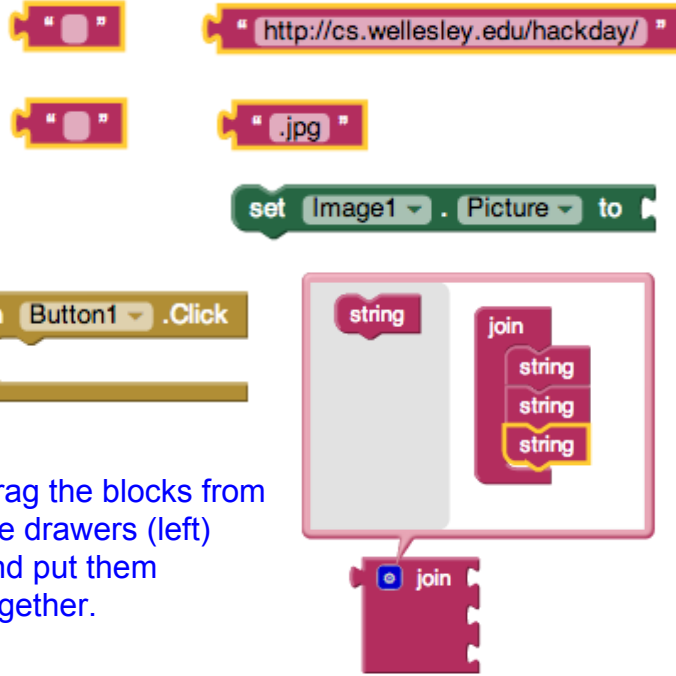 “ ” “ http://cs.wellesley.edu/hackday/ ”
“ ” “ .jpg ”
set Image1 . Picture to
Button1 .Click
string
join
string
string
string
rag the blocks from
e drawers (left)
nd put them
gether.
join